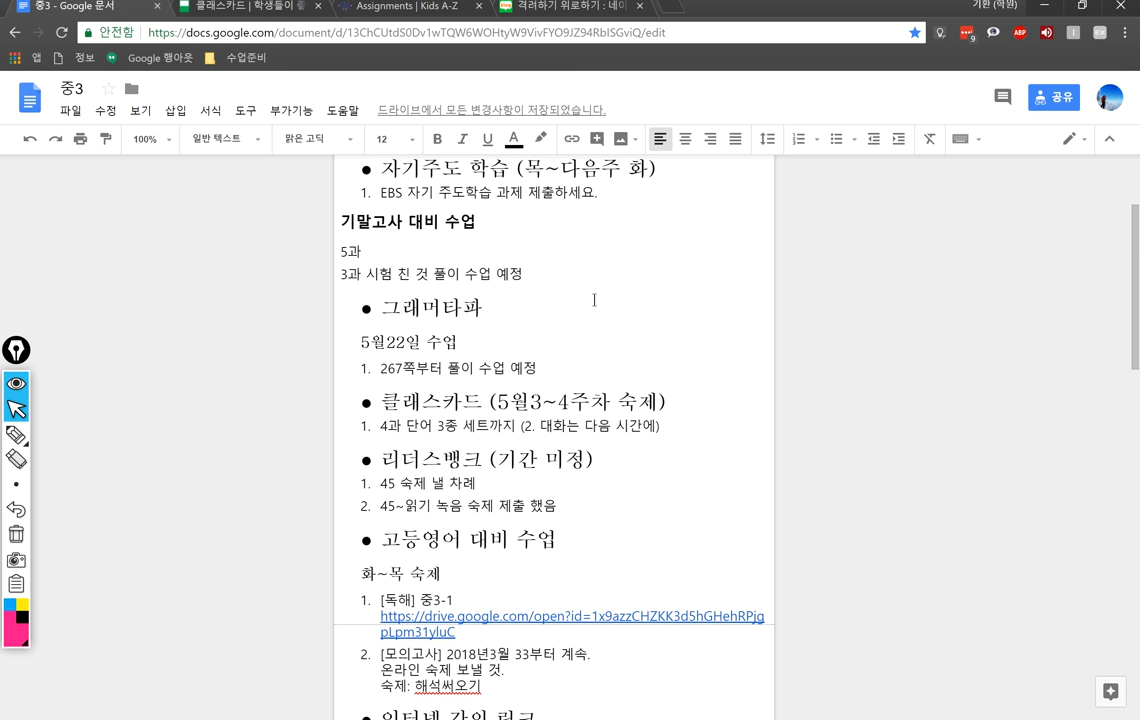 중3 - Google 문서
클래스카드 | 학생들이 좋
Assignments | Kids A-Z
격려하기 위로하기 : 네이
기환 (학원)
안전함
https://docs.google.com/document/d/13ChCUtdS0Dv1wTQW6WOHtyW9VivFYO9JZ94RbISGviQ/edit
9
ABP
앱
정보
Google 행아웃
수업준비
중3
파일 수정 보기 삽입 서식 도구 부가기능 도움말 드라이브에서 모든 변경사항이 저장되었습니다.
공유
100% 일반 텍스트 맑은 고딕 12 B I U A
● 자기주도 학습 (목~다음주 화)
1. EBS 자기 주도학습 과제 제출하세요.
기말고사 대비 수업
5과
3과 시험 친 것 풀이 수업 예정
● 그래머타파
5월22일 수업
1. 267쪽부터 풀이 수업 예정
● 클래스카드 (5월3~4주차 숙제)
1. 4과 단어 3종 세트까지 (2. 대화는 다음 시간에)
● 리더스뱅크 (기간 미정)
1. 45 숙제 낼 차례
2. 45~읽기 녹음 숙제 제출 했음
● 고등영어 대비 수업
화~목 숙제
1. [독해] 중3-1
https://drive.google.com/open?id=1x9azzCHZKK3d5hGHehRPjg
pLpm31yluC
2. [모의고사] 2018년3월 33부터 계속.
온라인 숙제 보낼 것.
숙제: 해석써오기
● 인터넷 강의 링크